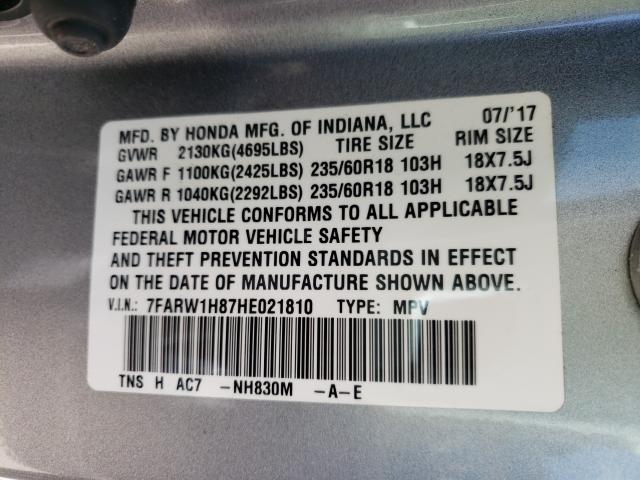 MFD. BY HONDA MFG. OF INDIANA, LLC 07/'17
GVWR 2130KG(4695LBS) TIRE SIZE RIM SIZE
GAWR F 1100KG(2425LBS) 235/60R18 103H 18X7.5J
GAWR R 1040KG(2292LBS) 235/60R18 103H 18X7.5J
THIS VEHICLE CONFORMS TO ALL APPLICABLE
FEDERAL MOTOR VEHICLE SAFETY
AND THEFT PREVENTION STANDARDS IN EFFECT
ON THE DATE OF MANUFACTURE SHOWN ABOVE.
V.I.N.: 7FARW1H87HE021810 TYPE: MPV
TNS H AC7 -NH830M -A-E